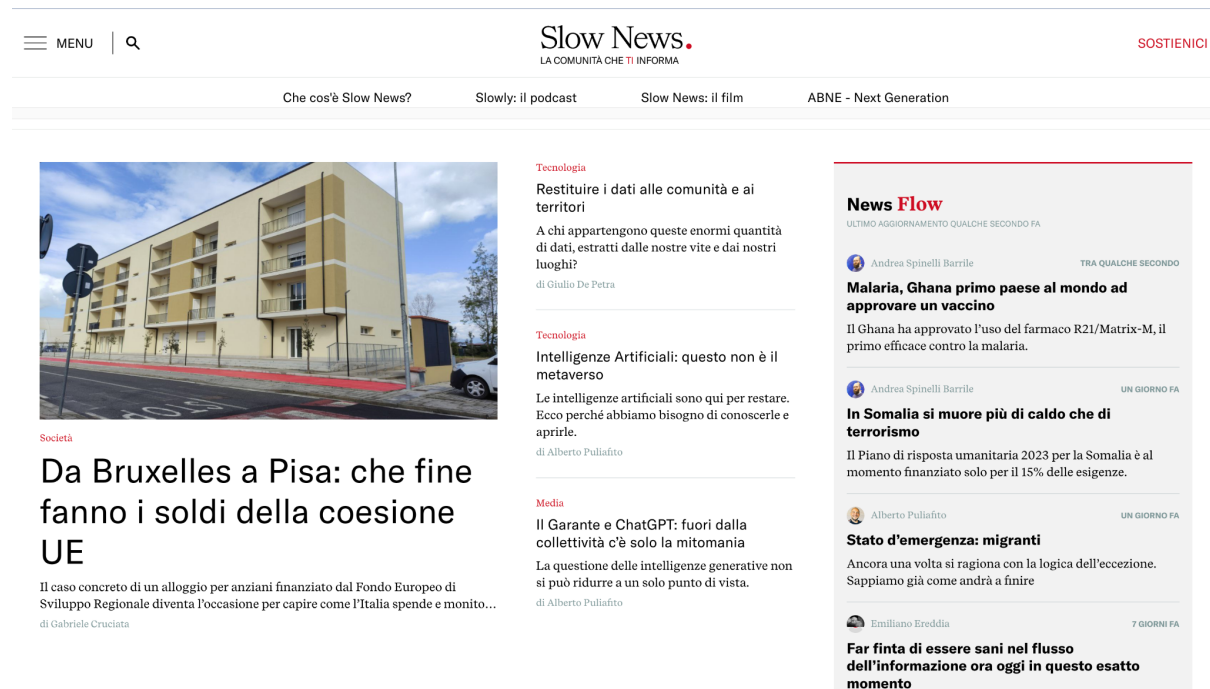 MENU
Slow News.
LA COMUNITÀ CHE TI INFORMA
SOSTIENICI
Che cos'è Slow News?
Slowly: il podcast
Slow News: il film
ABNE - Next Generation
Società
Da Bruxelles a Pisa: che fine
fanno i soldi della coesione
UE
Il caso concreto di un alloggio per anziani finanziato dal Fondo Europeo di
Sviluppo Regionale diventa l’occasione per capire come l’Italia spende e monito…
di Gabriele Cruciata
Tecnologia
Restituire i dati alle comunità e ai
territori
A chi appartengono queste enormi quantità
di dati, estratti dalle nostre vite e dai nostri
luoghi?
di Giulio De Petra
Tecnologia
Intelligenze Artificiali: questo non è il
metaverso
Le intelligenze artificiali sono qui per restare.
Ecco perché abbiamo bisogno di conoscerle e
aprirle.
di Alberto Puliafito
Media
Il Garante e ChatGPT: fuori dalla
collettività c’è solo la mitomania
La questione delle intelligenze generative non
si può ridurre a un solo punto di vista.
di Alberto Puliafito
News Flow
ULTIMO AGGIORNAMENTO QUALCHE SECONDO FA
Andrea Spinelli Barrile
TRA QUALCHE SECONDO
Malaria, Ghana primo paese al mondo ad
approvare un vaccino
Il Ghana ha approvato l’uso del farmaco R21/Matrix-M, il
primo efficace contro la malaria.
Andrea Spinelli Barrile
UN GIORNO FA
In Somalia si muore più di caldo che di
terrorismo
Il Piano di risposta umanitaria 2023 per la Somalia è al
momento finanziato solo per il 15% delle esigenze.
Alberto Puliafito
UN GIORNO FA
Stato d’emergenza: migranti
Ancora una volta si ragiona con la logica dell’eccezione.
Sappiamo già come andrà a finire
Emiliano Ereddia
7 GIORNI FA
Far finta di essere sani nel flusso
dell’informazione ora oggi in questo esatto
momento